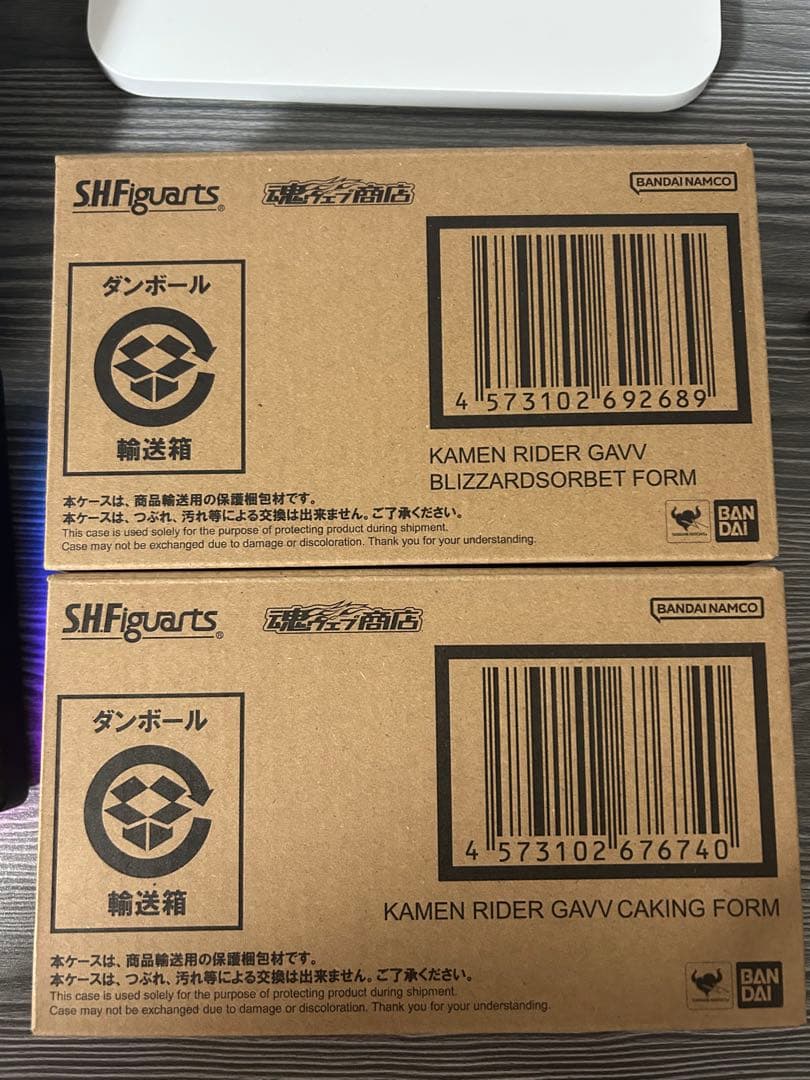 S.H.Figuarts®
魂ウェブ商店
BANDAI NAMCO
ダンボール
輸送箱
4 573102 692689
KAMEN RIDER GAVV
BLIZZARDSORBET FORM
本ケースは、商品輸送用の保護梱包材です。
本ケースは、つぶれ、汚れ等による交換は出来ません。ご了承ください。
This case is used solely for the purpose of protecting product during shipment.
Case may not be exchanged due to damage or discoloration. Thank you for your understanding.
BAN
DAI
S.H.Figuarts®
魂ウェブ商店
BANDAI NAMCO
ダンボール
輸送箱
4 573102 676740
KAMEN RIDER GAVV CAKING FORM
本ケースは、商品輸送用の保護梱包材です。
本ケースは、つぶれ、汚れ等による交換は出来ません。ご了承ください。
This case is used solely for the purpose of protecting product during shipment.
Case may not be exchanged due to damage or discoloration. Thank you for your understanding.
BAN
DAI